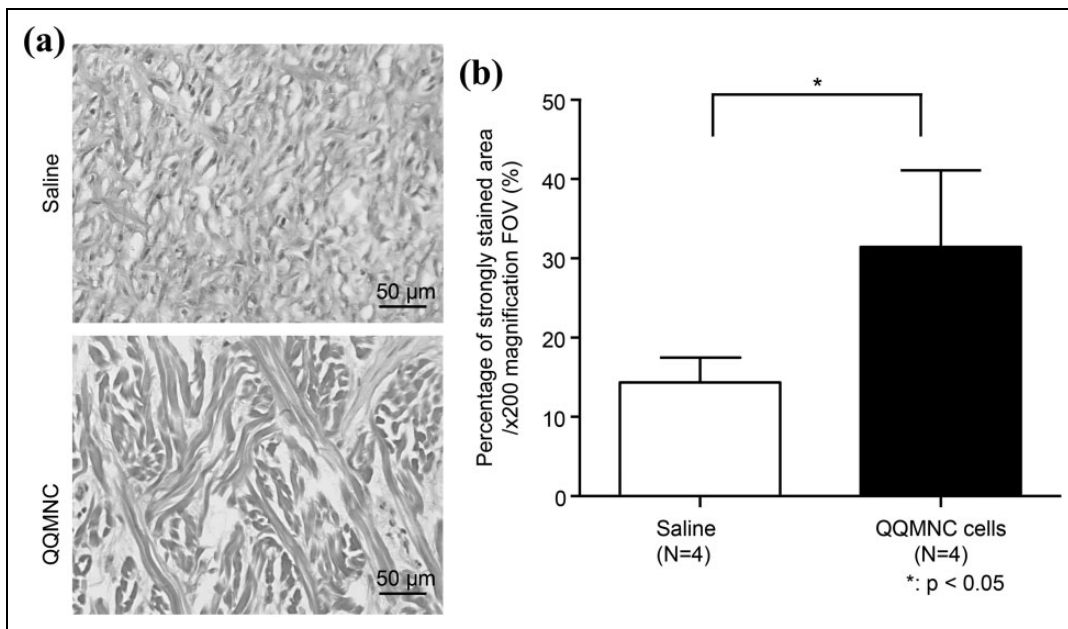 (a)
Saline
50 µm
QQMNC
50 µm
(b)
*
Percentage of strongly stained area
/x200 magnification FOV (%)
50
40
30
20
10
0
Saline
(N=4)
QQMNC cells
(N=4)
*: p < 0.05